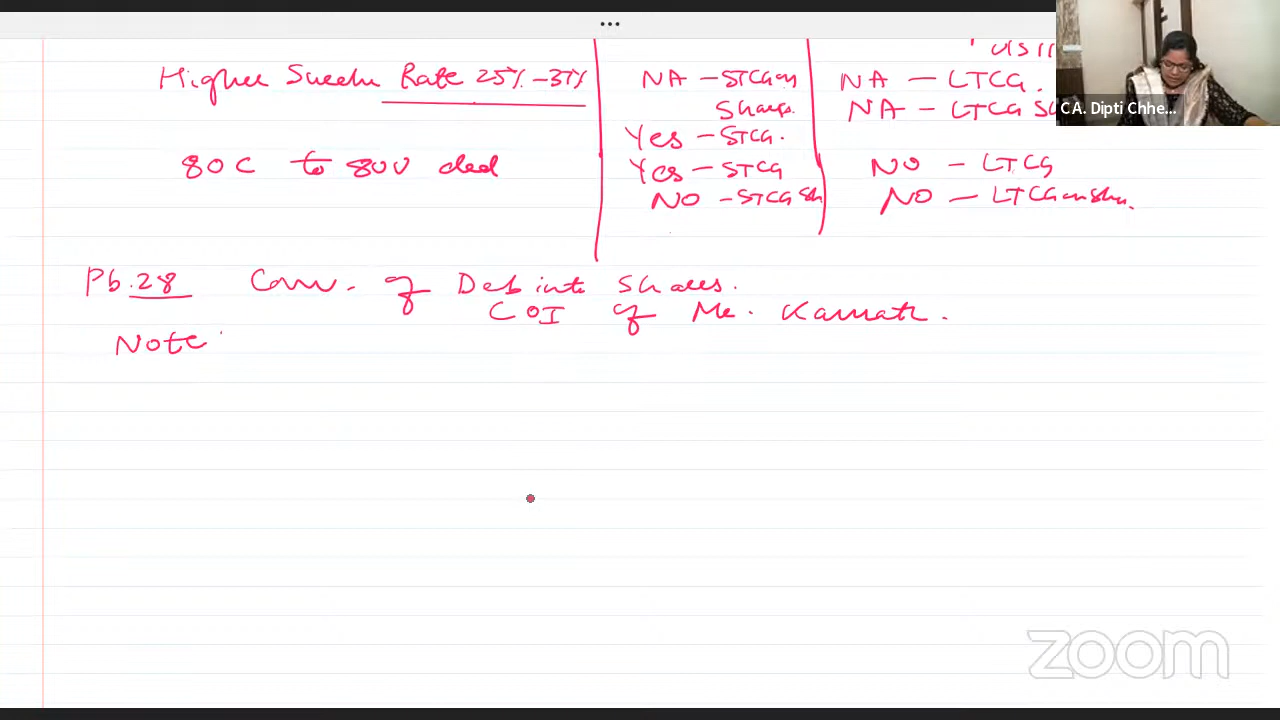 Higher Surch Rate 25% - 37%
NA - STCG on Shares.
Yes - STCG.
NA - LTCG.
NA - LTCG
80C to 80U ded
Yes - STCG
NO - STCG Sh
NO - LTCG
NO - LTCG on Shr.
Pb. 28 Conv. of Deb into Shares.
COI of Mr. Kamath.
Note
CA. Dipti Chhe...
zoom